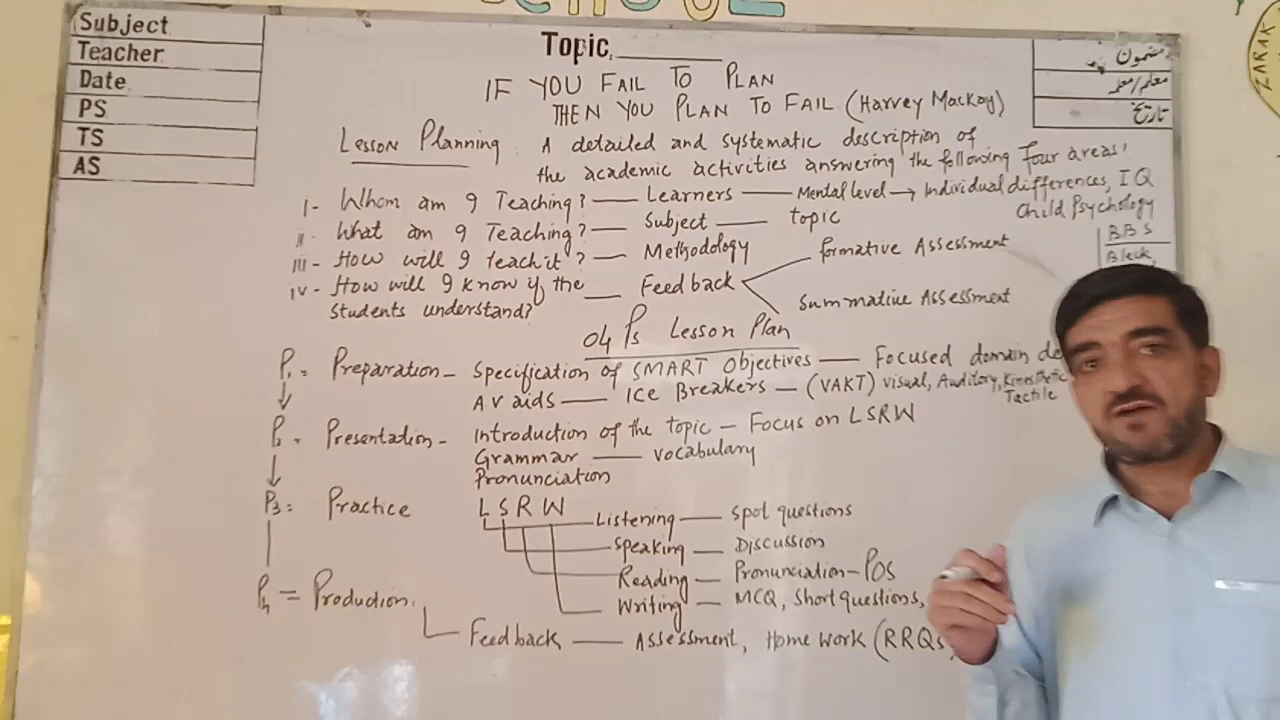 SCHOOL
Subject
Teacher
Date
PS
TS
AS
Topic
مضمون
معلم/معلمہ
تاریخ
ZARAK
IF YOU FAIL TO PLAN
THEN YOU PLAN TO FAIL (Harvey Mackay)
Lesson Planning A detailed and systematic description of
the academic activities answering the following four areas:
I- Whom am I Teaching? — Learners — Mental level → Individual differences, IQ
Child Psychology
II- What am I Teaching? — Subject — topic
III- How will I teach it? — Methodology
IV- How will I know if the students understand? — Feedback
formative Assessment
Summative Assessment
BBS
Black
04 Ps Lesson Plan
P1 = Preparation - Specification of SMART Objectives — Focused domain de
AV aids — Ice Breakers — (VAKT) visual, Auditory, Kinesthetic
Tactile
P2 = Presentation - Introduction of the topic - Focus on LSRW
Grammar — vocabulary
Pronunciation
P3 = Practice LSRW
Listening — Spot questions
Speaking — Discussion
Reading — Pronunciation - POS
Writing — MCQ, Short questions,
P4 = Production.
Feedback — Assessment, Home work (RRQs